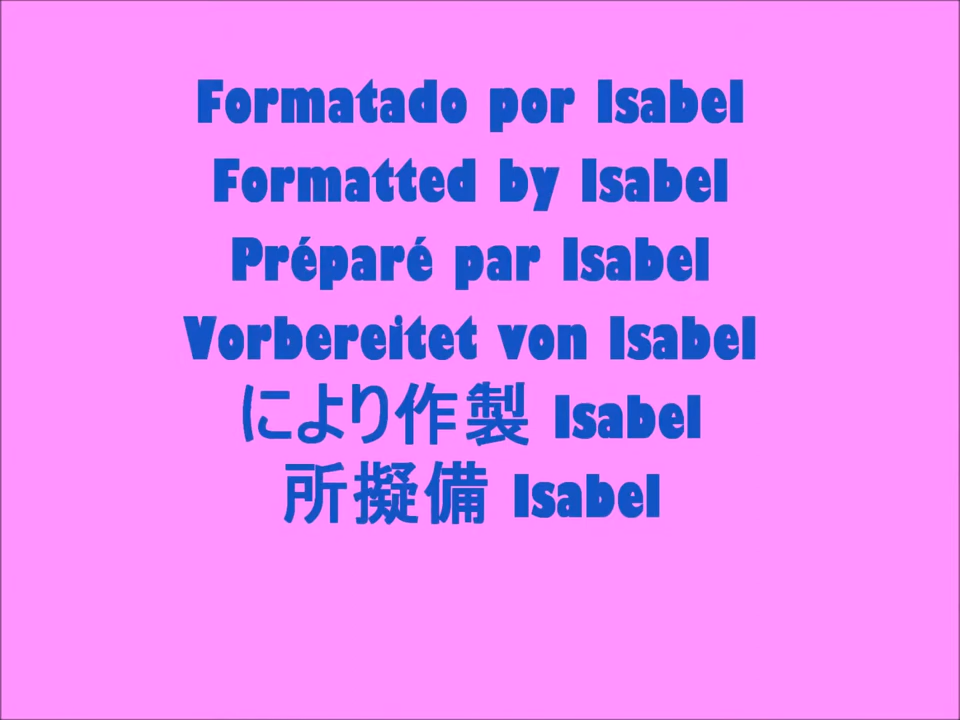 Formatado por Isabel
Formatted by Isabel
Préparé par Isabel
Vorbereitet von Isabel
により作製 Isabel
所擬備 Isabel